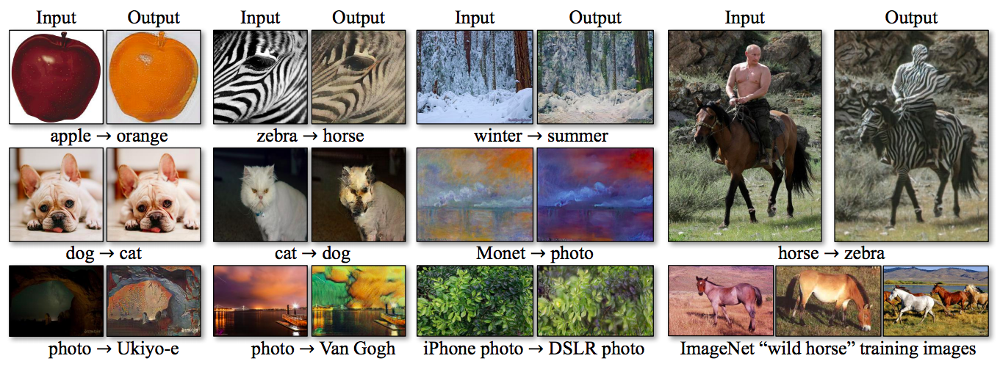 Input Output Input Output Input Output Input Output
apple → orange zebra → horse winter → summer
dog → cat cat → dog Monet → photo horse → zebra
photo → Ukiyo-e photo → Van Gogh iPhone photo → DSLR photo ImageNet “wild horse” training images